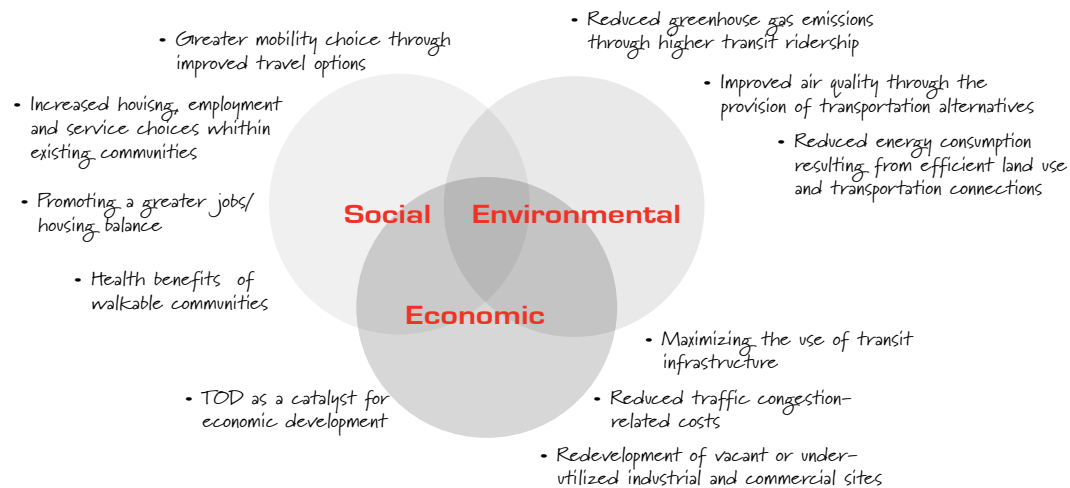 • Greater mobility choice through
improved travel options
• Increased houisng, employment
and service choices whithin
existing communities
• Promoting a greater jobs/
housing balance
• Health benefits of
walkable communities
• Reduced greenhouse gas emissions
through higher transit ridership
• Improved air quality through the
provision of transportation alternatives
• Reduced energy consumption
resulting from efficient land use
and transportation connections
Social
Environmental
Economic
• TOD as a catalyst for
economic development
• Maximizing the use of transit
infrastructure
• Reduced traffic congestion-
related costs
• Redevelopment of vacant or under-
utilized industrial and commercial sites